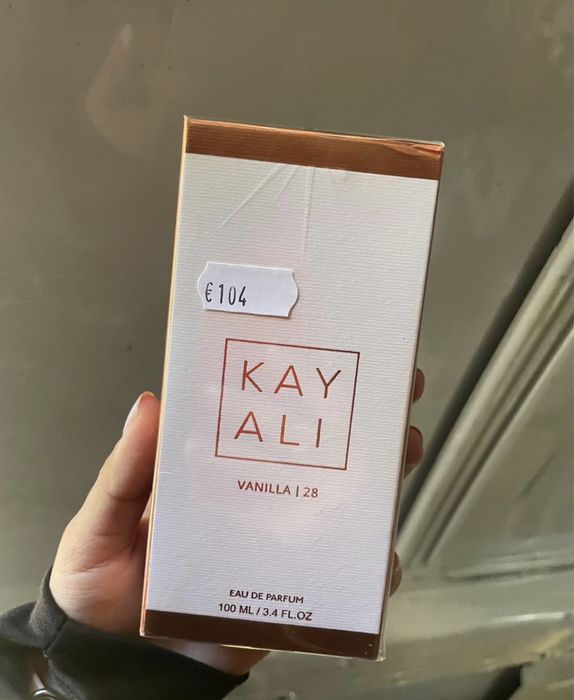 €104
KAY
ALI
VANILLA | 28
EAU DE PARFUM
100 ML / 3.4 FL.OZ